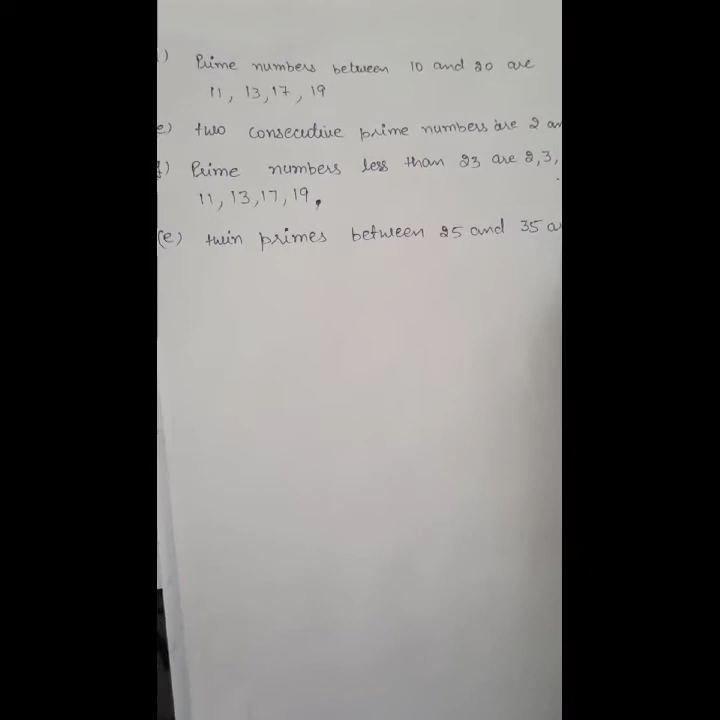 ) Prime numbers between 10 and 20 are
11, 13, 17, 19
e) two consecutive prime numbers are 2
) Prime numbers less than 23 are 2, 3,
11, 13, 17, 19,
(e) twin primes between 25 and 35